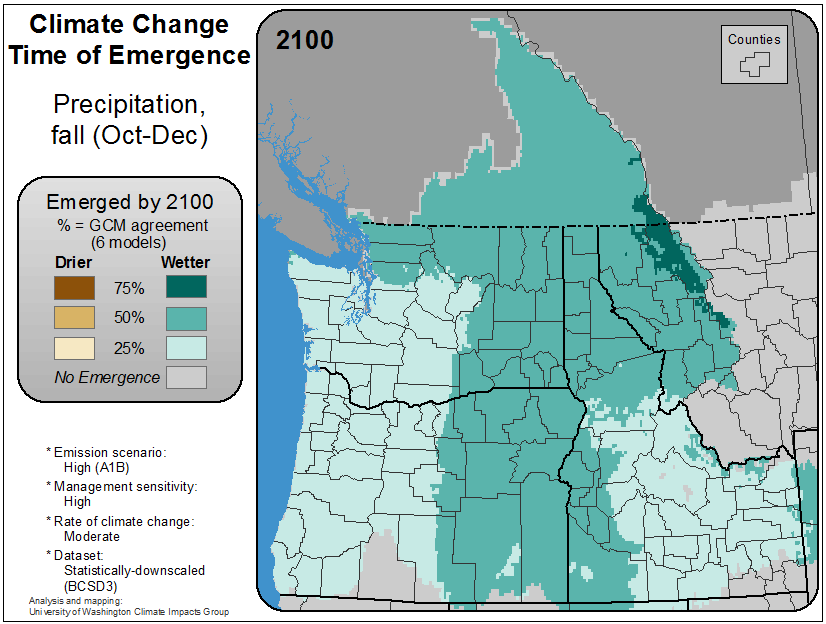 Climate Change
Time of Emergence
Precipitation,
fall (Oct-Dec)
Emerged by 2100
% = GCM agreement
(6 models)
Drier Wetter
75%
50%
25%
No Emergence
* Emission scenario:
High (A1B)
* Management sensitivity:
High
* Rate of climate change:
Moderate
* Dataset:
Statistically-downscaled
(BCSD3)
Analysis and mapping:
University of Washington Climate Impacts Group
2100
Counties